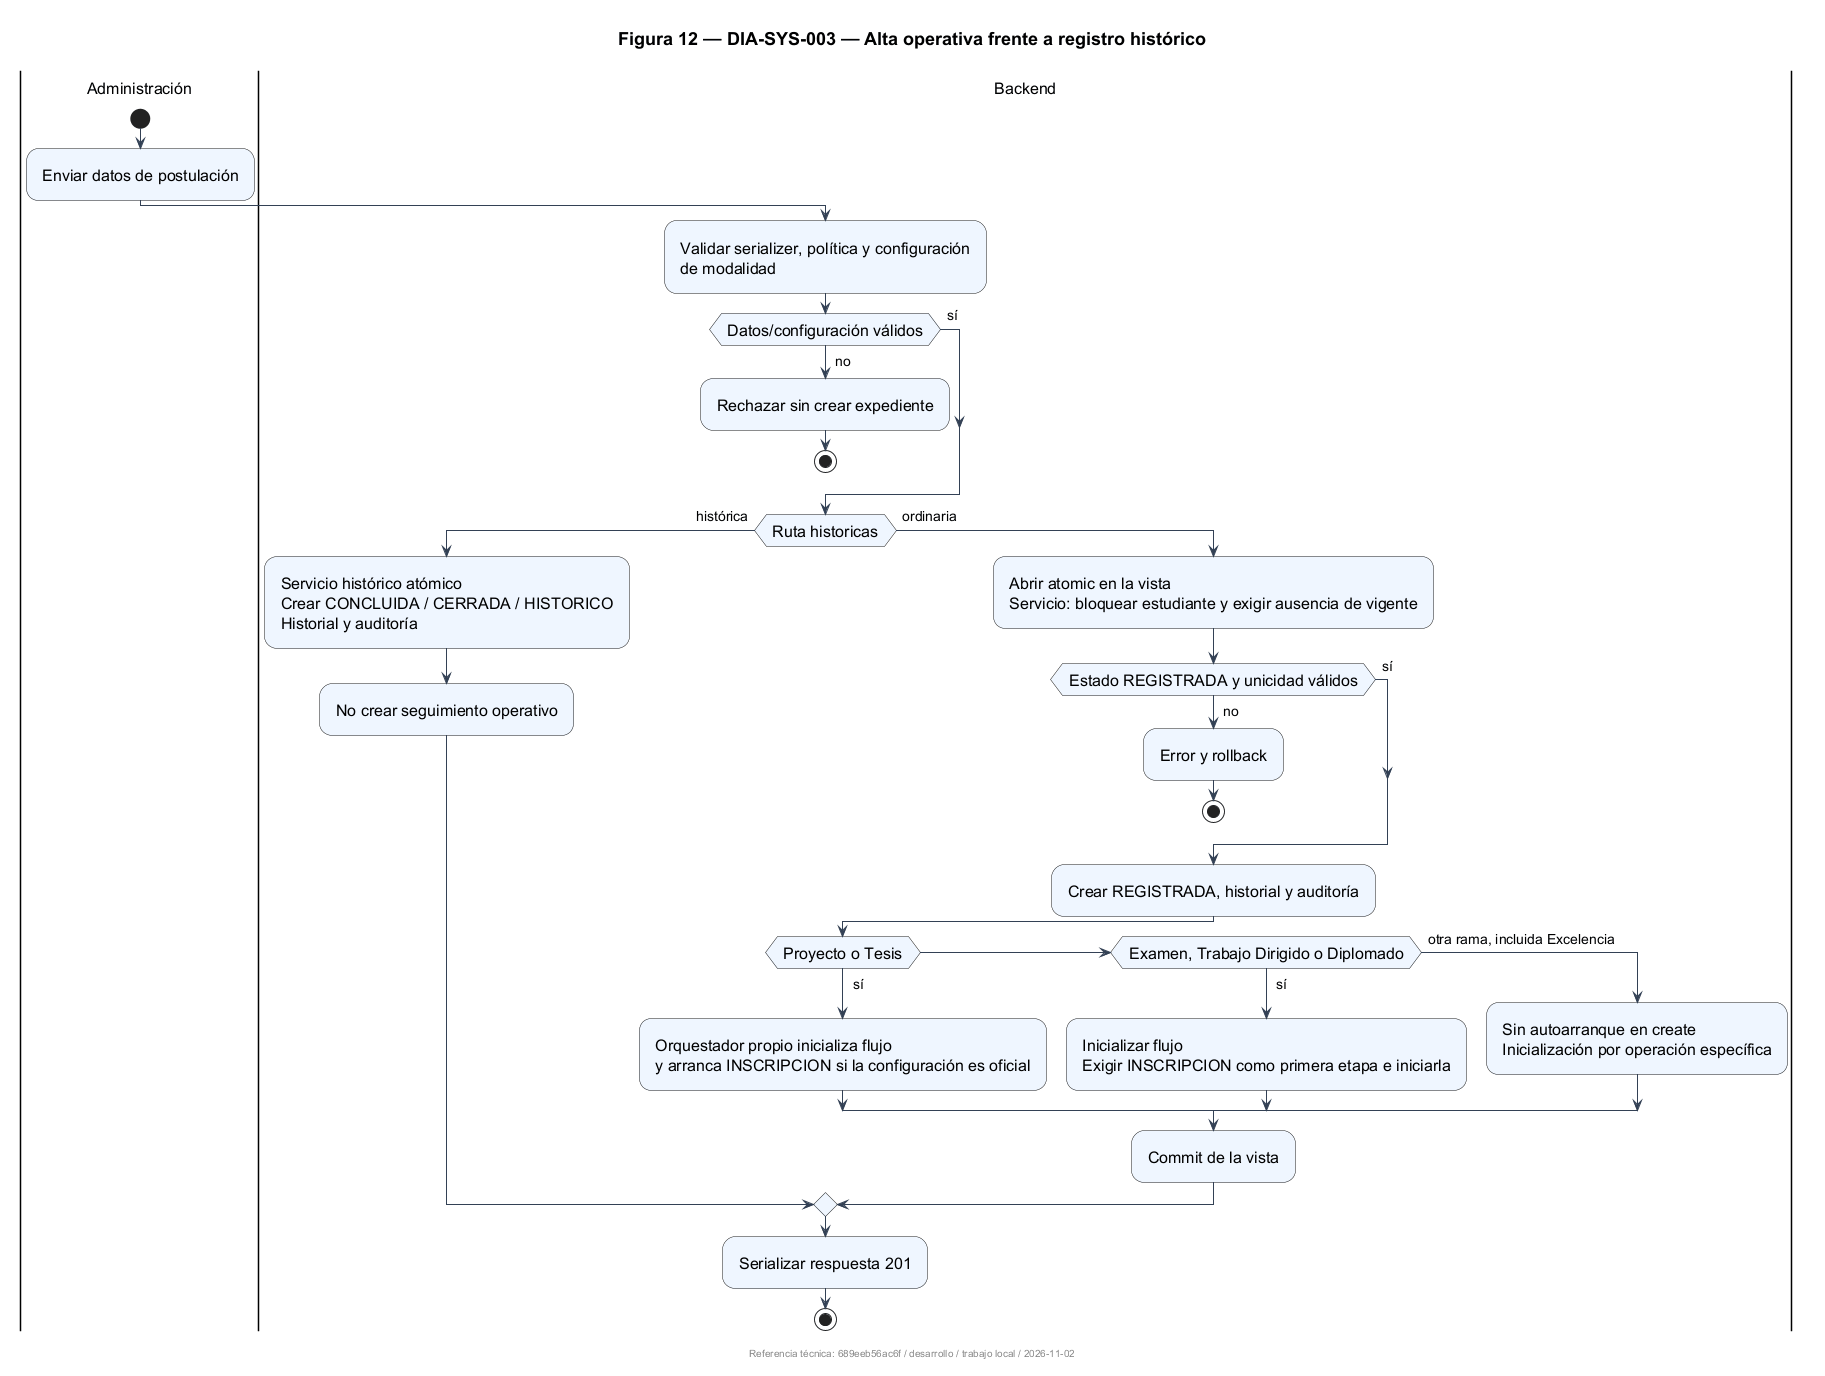 Figura 12 — DIA-SYS-003 — Alta operativa frente a registro histórico
Administración
Backend
Enviar datos de postulación
Validar serializer, política y configuración
de modalidad
Datos/configuración válidos
sí
no
Rechazar sin crear expediente
Ruta historicas
histórica
ordinaria
Servicio histórico atómico
Crear CONCLUIDA / CERRADA / HISTORICO
Historial y auditoría
No crear seguimiento operativo
Abrir atomic en la vista
Servicio: bloquear estudiante y exigir ausencia de vigente
Estado REGISTRADA y unicidad válidos
sí
no
Error y rollback
Crear REGISTRADA, historial y auditoría
Proyecto o Tesis
sí
Examen, Trabajo Dirigido o Diplomado
sí
otra rama, incluida Excelencia
Orquestador propio inicializa flujo
y arranca INSCRIPCION si la configuración es oficial
Inicializar flujo
Exigir INSCRIPCION como primera etapa e iniciarla
Sin autoarranque en create
Inicialización por operación específica
Commit de la vista
Serializar respuesta 201
Referencia técnica: 689eeb56ac6f / desarrollo / trabajo local / 2026-11-02